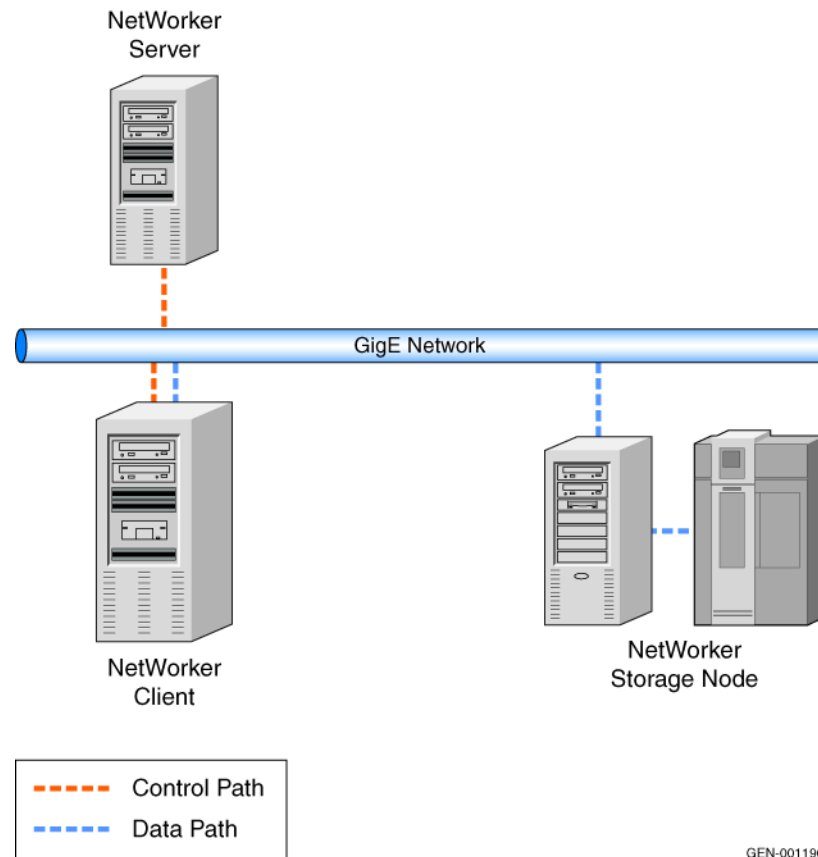 NetWorker
Server
GigE Network
NetWorker
Client
NetWorker
Storage Node
Control Path
Data Path